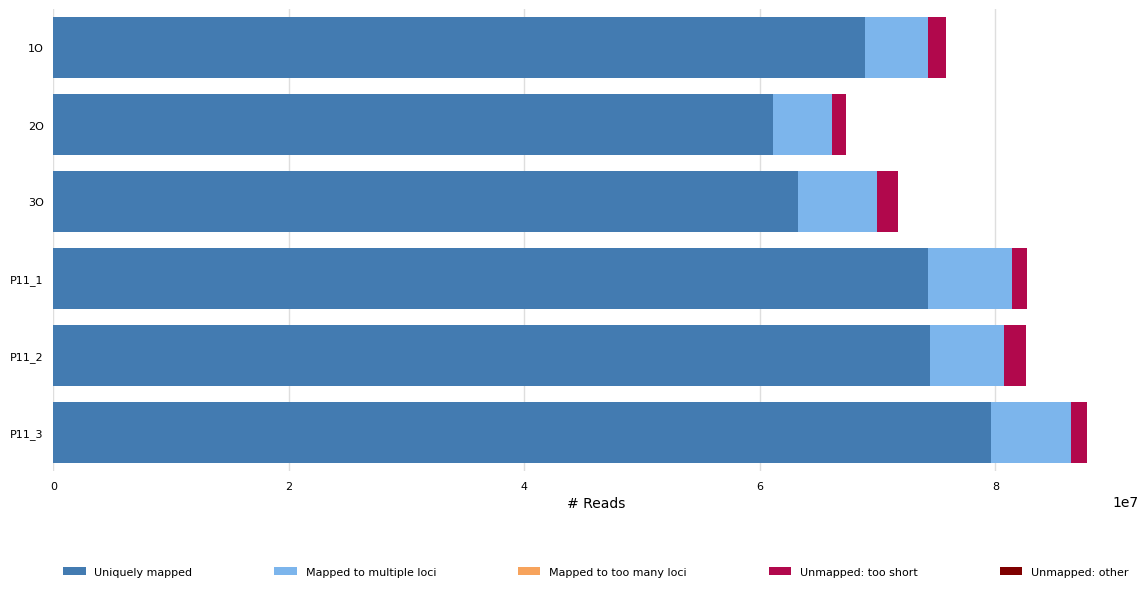 1O
2O
3O
P11_1
P11_2
P11_3
0 2 4 6 8
# Reads
1e7
Uniquely mapped Mapped to multiple loci Mapped to too many loci Unmapped: too short Unmapped: other